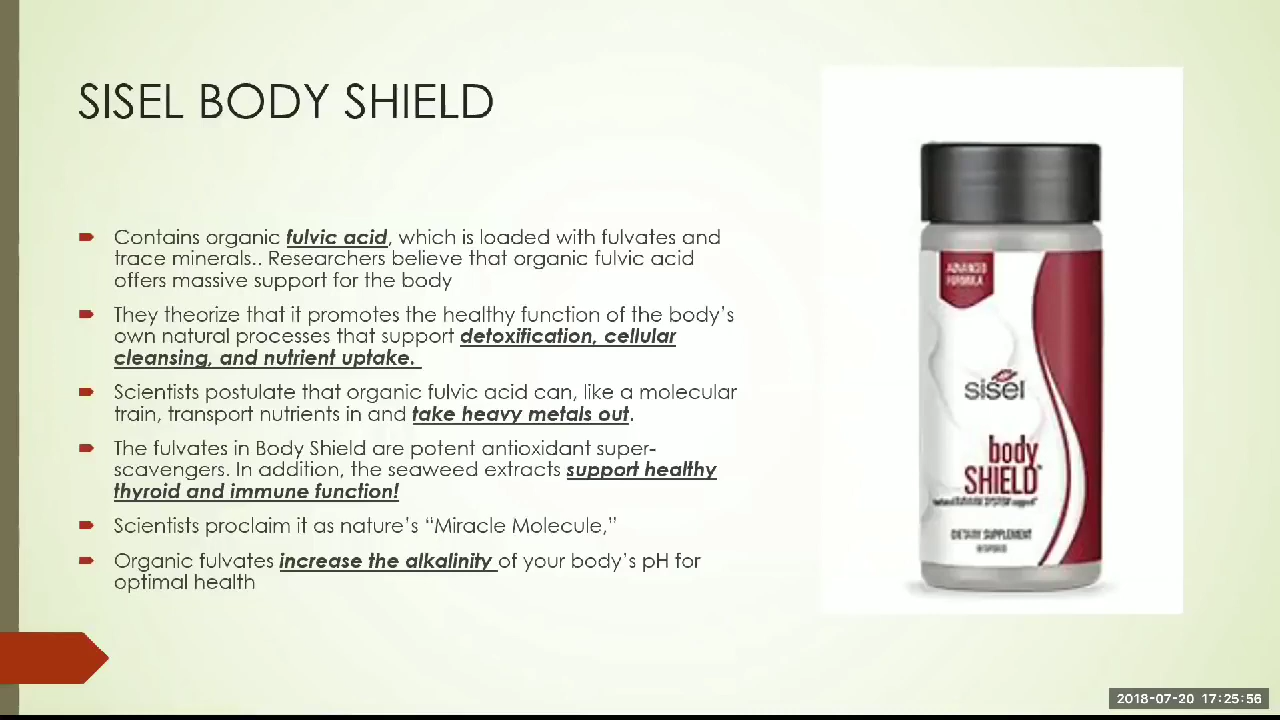 SISEL BODY SHIELD
Contains organic fulvic acid, which is loaded with fulvates and
trace minerals.. Researchers believe that organic fulvic acid
offers massive support for the body
They theorize that it promotes the healthy function of the body's
own natural processes that support detoxification, cellular
cleansing, and nutrient uptake.
Scientists postulate that organic fulvic acid can, like a molecular
train, transport nutrients in and take heavy metals out.
The fulvates in Body Shield are potent antioxidant super-
scavengers. In addition, the seaweed extracts support healthy
thyroid and immune function!
Scientists proclaim it as nature's “Miracle Molecule,”
Organic fulvates increase the alkalinity of your body's pH for
optimal health
ADVANCED
FORMULA
sisel
body
SHIELD
DIETARY SUPPLEMENT
2018-07-20 17:25:56